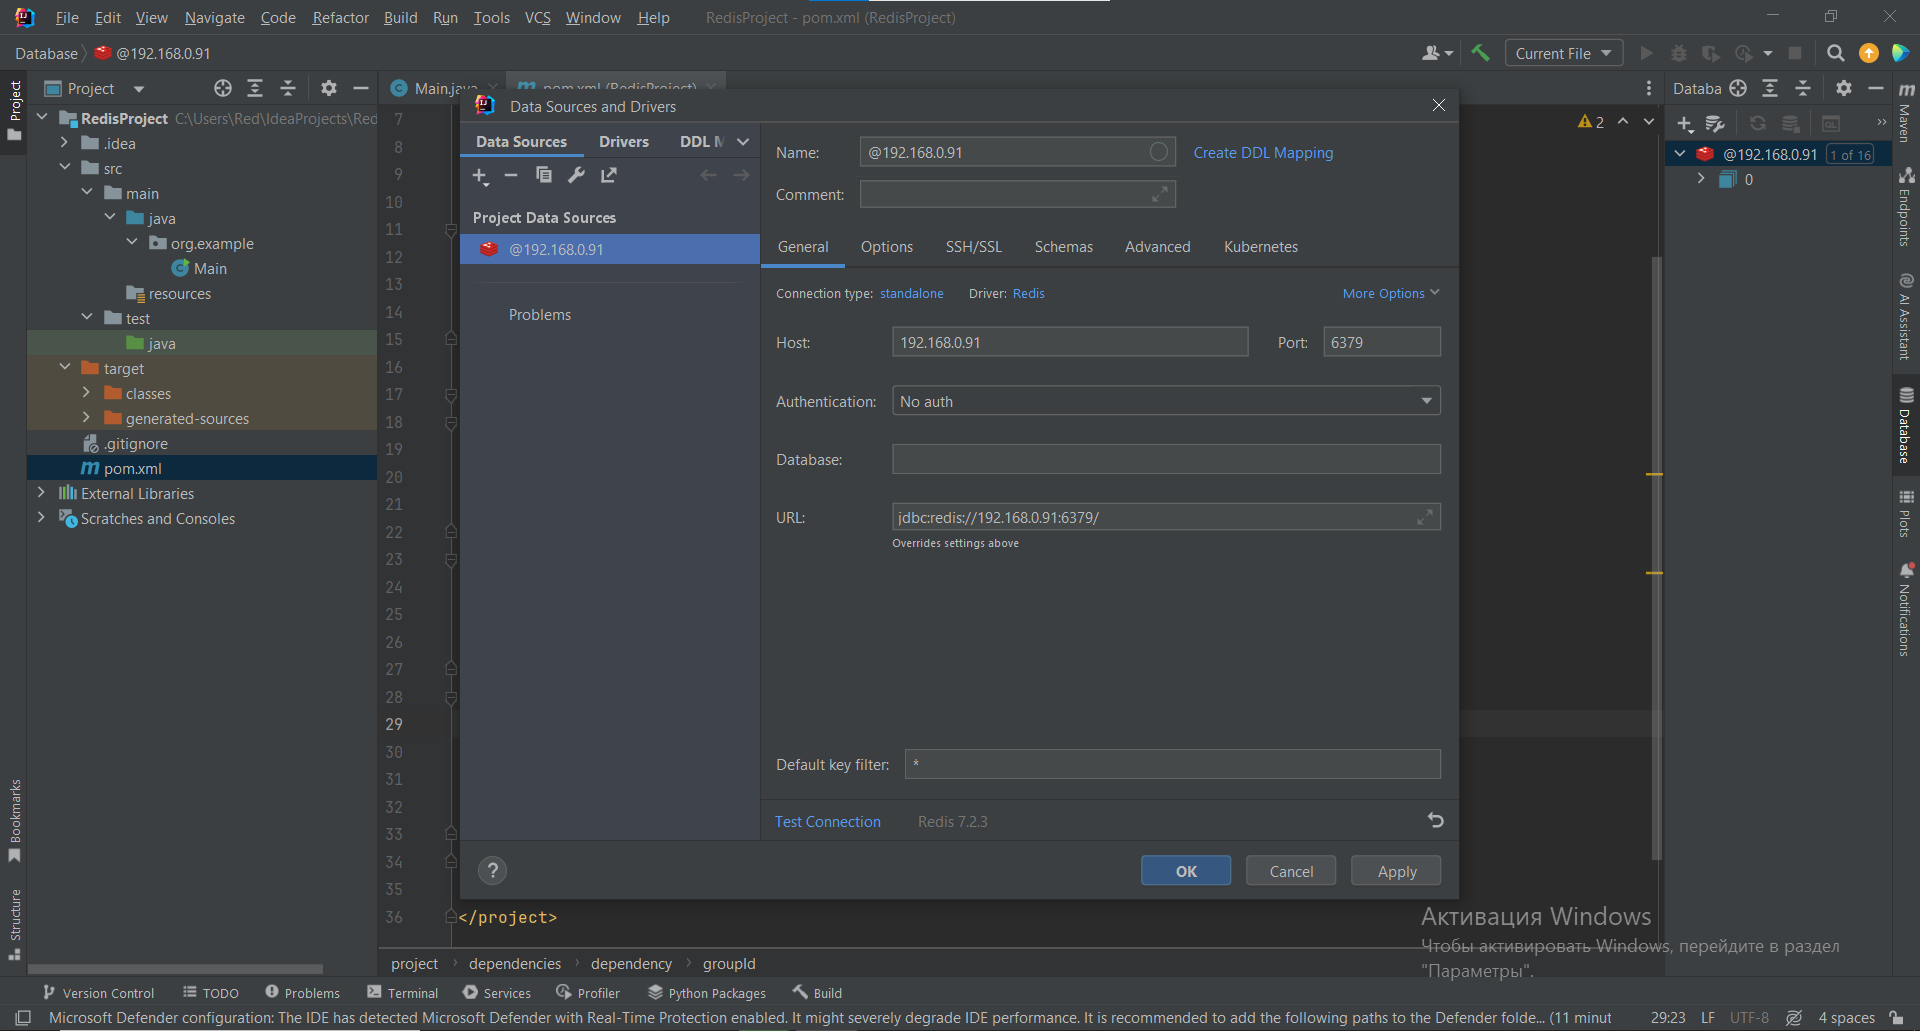 File Edit View Navigate Code Refactor Build Run Tools VCS Window Help RedisProject - pom.xml (RedisProject)
Database @192.168.0.91 Current File
Project
Project
RedisProject C:\Users\Red\IdeaProjects\Red
.idea
src
main
java
org.example
Main
resources
test
java
target
classes
generated-sources
.gitignore
pom.xml
External Libraries
Scratches and Consoles
Bookmarks
Structure
Main.java pom.xml (RedisProject)
7
8
9
10
11
12
13
14
15
16
17
18
19
20
21
22
23
24
25
26
27
28
29
30
31
32
33
34
35
36 </project>
2
Data Sources and Drivers
Data Sources Drivers DDL M
Project Data Sources
@192.168.0.91
Problems
Name: @192.168.0.91 Create DDL Mapping
Comment:
General Options SSH/SSL Schemas Advanced Kubernetes
Connection type: standalone Driver: Redis More Options
Host: 192.168.0.91 Port: 6379
Authentication: No auth
Database:
URL: jdbc:redis://192.168.0.91:6379/
Overrides settings above
Default key filter: *
Test Connection Redis 7.2.3
? OK Cancel Apply
Databa
QL
@192.168.0.91 1 of 16
0
m Maven
Endpoints
AI Assistant
Database
Plots
Notifications
Активация Windows
Чтобы активировать Windows, перейдите в раздел
"Параметры".
project dependencies dependency groupId
Version Control TODO Problems Terminal Services Profiler Python Packages Build
Microsoft Defender configuration: The IDE has detected Microsoft Defender with Real-Time Protection enabled. It might severely degrade IDE performance. It is recommended to add the following paths to the Defender folde... (11 minut 29:23 LF UTF-8 4 spaces